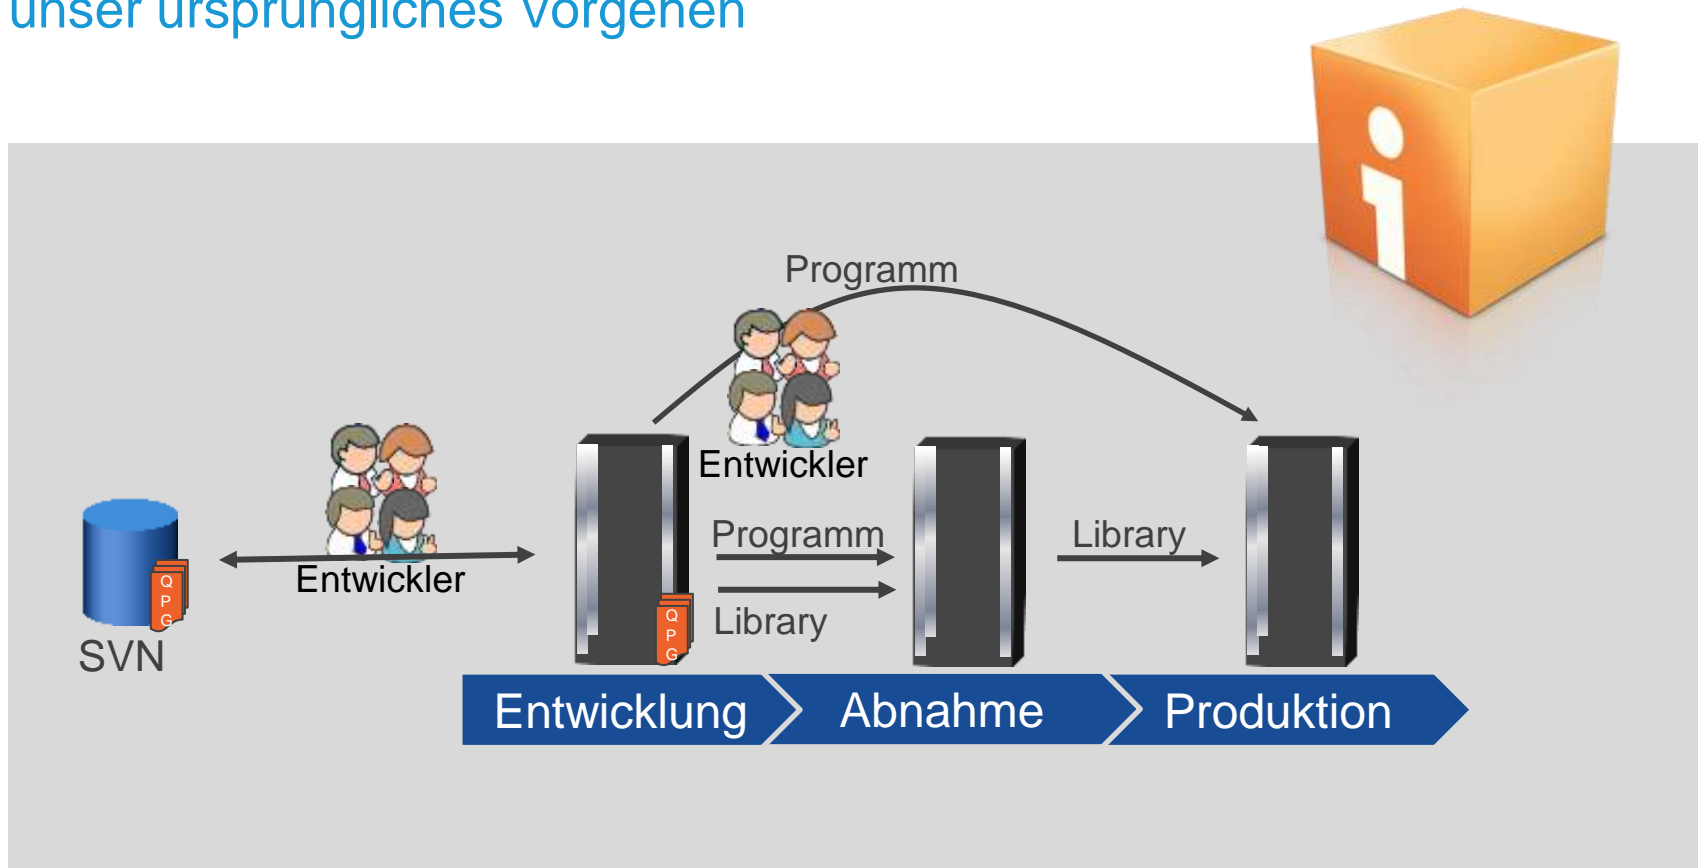 unser ursprüngliches Vorgehen
i
Programm
Entwickler
Programm
Library
Entwickler
Library
Q
P
G
Q
P
G
SVN
Entwicklung
Abnahme
Produktion